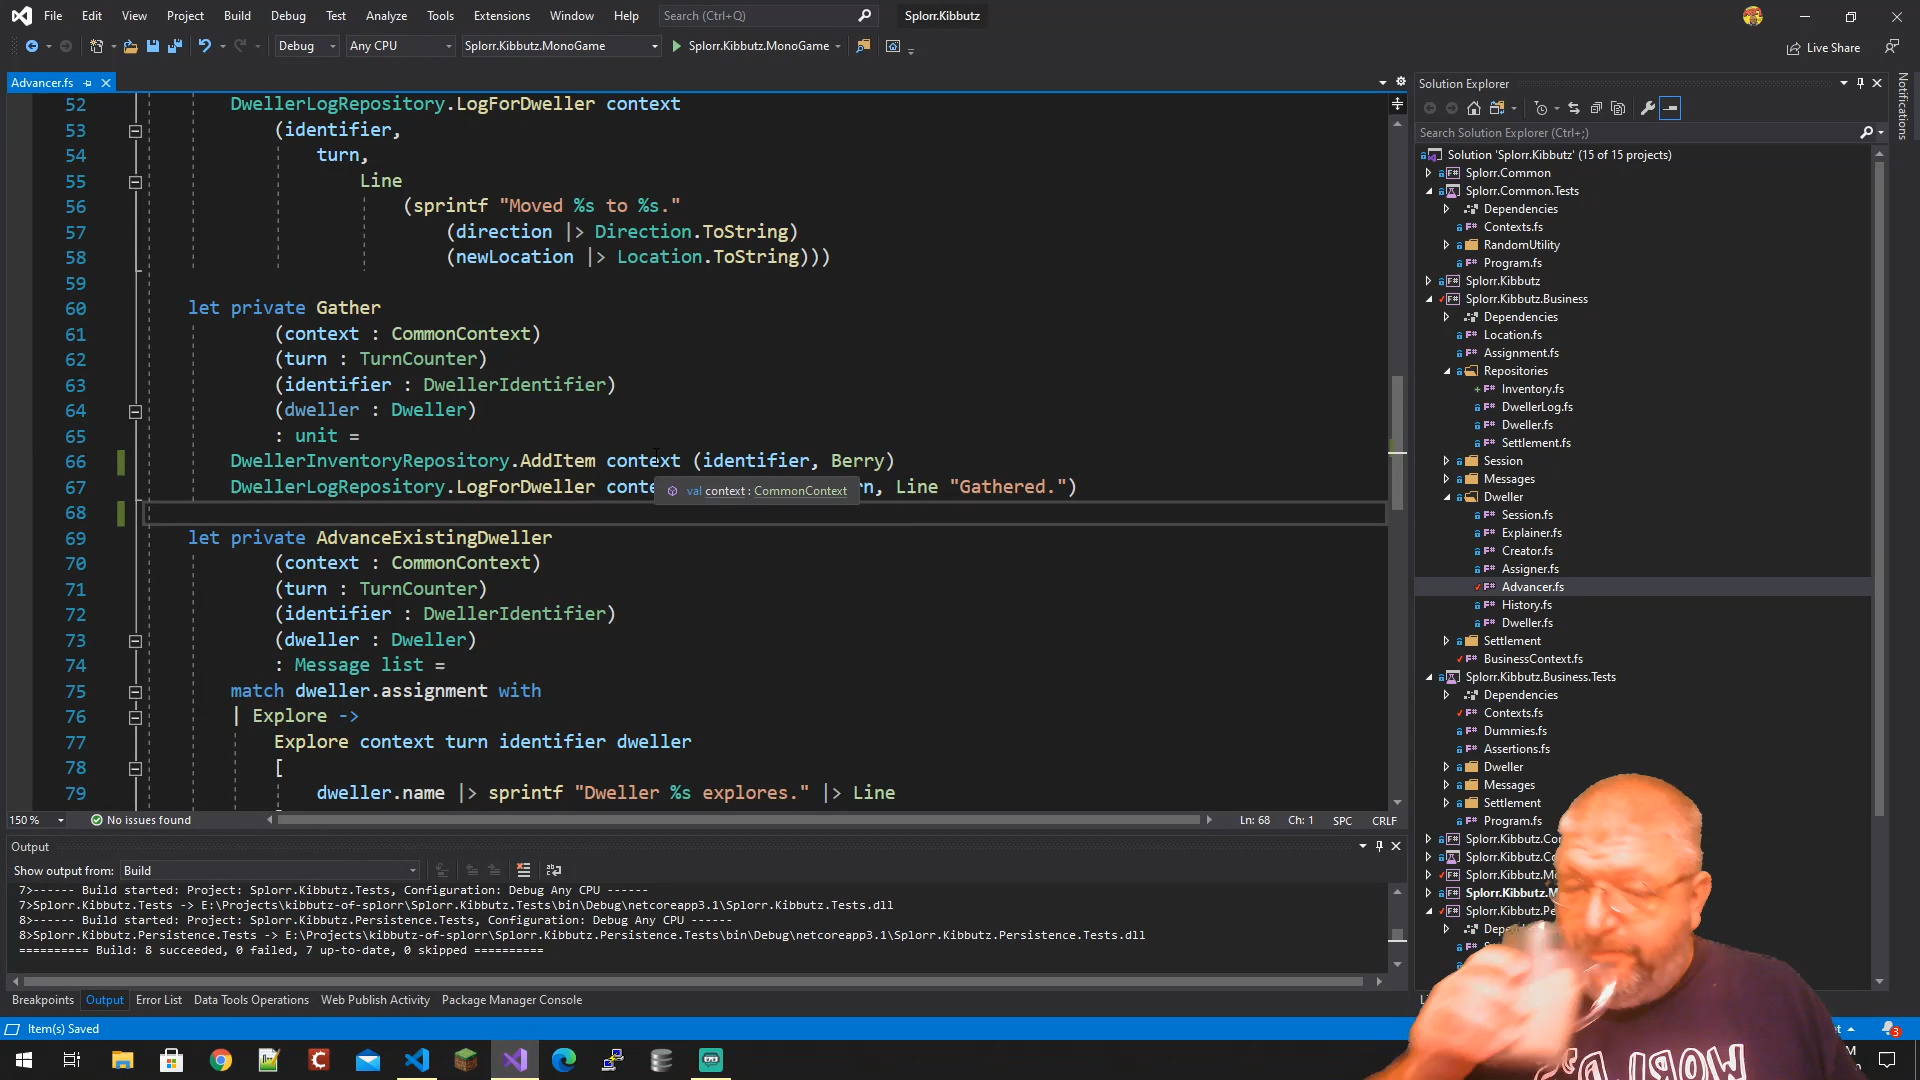 File Edit View Project Build Debug Test Analyze Tools Extensions Window Help Search (Ctrl+Q) Splorr.Kibbutz
Debug Any CPU Splorr.Kibbutz.MonoGame Splorr.Kibbutz.MonoGame Live Share
Advancer.fs
52 DwellerLogRepository.LogForDweller context
53 (identifier,
54 turn,
55 Line
56 (sprintf "Moved %s to %s."
57 (direction |> Direction.ToString)
58 (newLocation |> Location.ToString)))
59
60 let private Gather
61 (context : CommonContext)
62 (turn : TurnCounter)
63 (identifier : DwellerIdentifier)
64 (dweller : Dweller)
65 : unit =
66 DwellerInventoryRepository.AddItem context (identifier, Berry)
67 DwellerLogRepository.LogForDweller conte n, Line "Gathered.")
val context : CommonContext
68
69 let private AdvanceExistingDweller
70 (context : CommonContext)
71 (turn : TurnCounter)
72 (identifier : DwellerIdentifier)
73 (dweller : Dweller)
74 : Message list =
75 match dweller.assignment with
76 | Explore ->
77 Explore context turn identifier dweller
78 [
79 dweller.name |> sprintf "Dweller %s explores." |> Line
150 % No issues found Ln: 68 Ch: 1 SPC CRLF
Output
Show output from: Build
7>------ Build started: Project: Splorr.Kibbutz.Tests, Configuration: Debug Any CPU ------
7>Splorr.Kibbutz.Tests -> E:\Projects\kibbutz-of-splorr\Splorr.Kibbutz.Tests\bin\Debug\netcoreapp3.1\Splorr.Kibbutz.Tests.dll
8>------ Build started: Project: Splorr.Kibbutz.Persistence.Tests, Configuration: Debug Any CPU ------
8>Splorr.Kibbutz.Persistence.Tests -> E:\Projects\kibbutz-of-splorr\Splorr.Kibbutz.Persistence.Tests\bin\Debug\netcoreapp3.1\Splorr.Kibbutz.Persistence.Tests.dll
========== Build: 8 succeeded, 0 failed, 7 up-to-date, 0 skipped ==========
Breakpoints Output Error List Data Tools Operations Web Publish Activity Package Manager Console
Item(s) Saved
Solution Explorer
Search Solution Explorer (Ctrl+;)
Solution 'Splorr.Kibbutz' (15 of 15 projects)
Splorr.Common
Splorr.Common.Tests
Dependencies
Contexts.fs
RandomUtility
Program.fs
Splorr.Kibbutz
Splorr.Kibbutz.Business
Dependencies
Location.fs
Assignment.fs
Repositories
Inventory.fs
DwellerLog.fs
Dweller.fs
Settlement.fs
Session
Messages
Dweller
Session.fs
Explainer.fs
Creator.fs
Assigner.fs
Advancer.fs
History.fs
Dweller.fs
Settlement
BusinessContext.fs
Splorr.Kibbutz.Business.Tests
Dependencies
Contexts.fs
Dummies.fs
Assertions.fs
Dweller
Messages
Settlement
Program.fs
Splorr.Kibbutz.Co
Splorr.Kibbutz.Co
Splorr.Kibbutz.M
Splorr.Kibbutz.M
Splorr.Kibbutz.Pe
Depe
Notifications
3